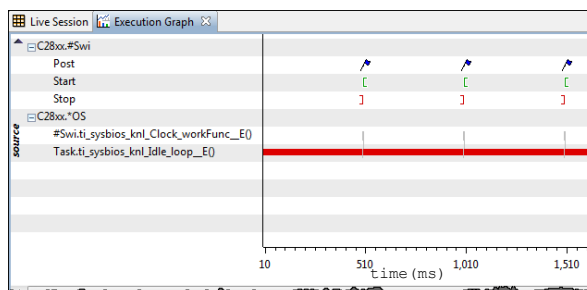 Live Session Execution Graph
C28xx.#Swi
Post
Start
Stop
C28xx.*OS
#Swi.ti_sysbios_knl_Clock_workFunc__E()
Task.ti_sysbios_knl_Idle_loop__E()
source
10 510 1,010 1,510
time(ms)